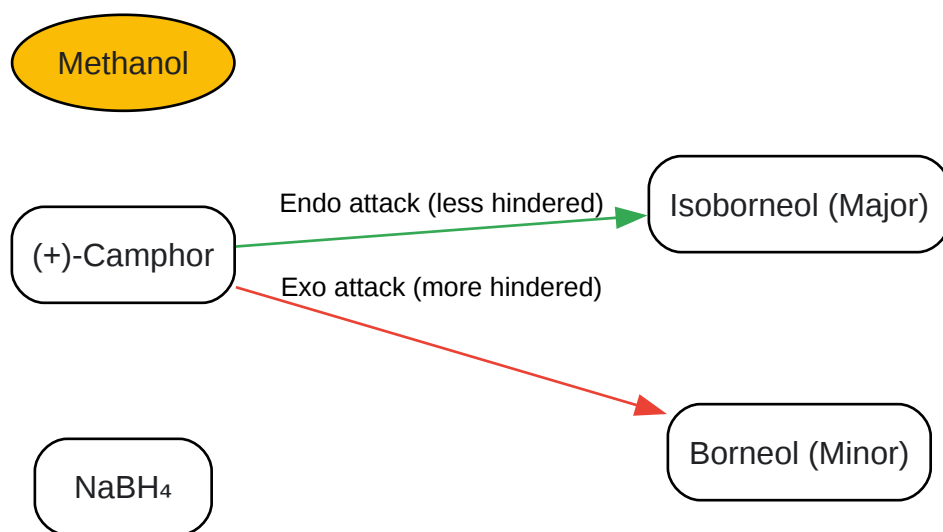 Methanol
(+)-Camphor
Endo attack (less hindered)
Isoborneol (Major)
Exo attack (more hindered)
Borneol (Minor)
NaBH₄